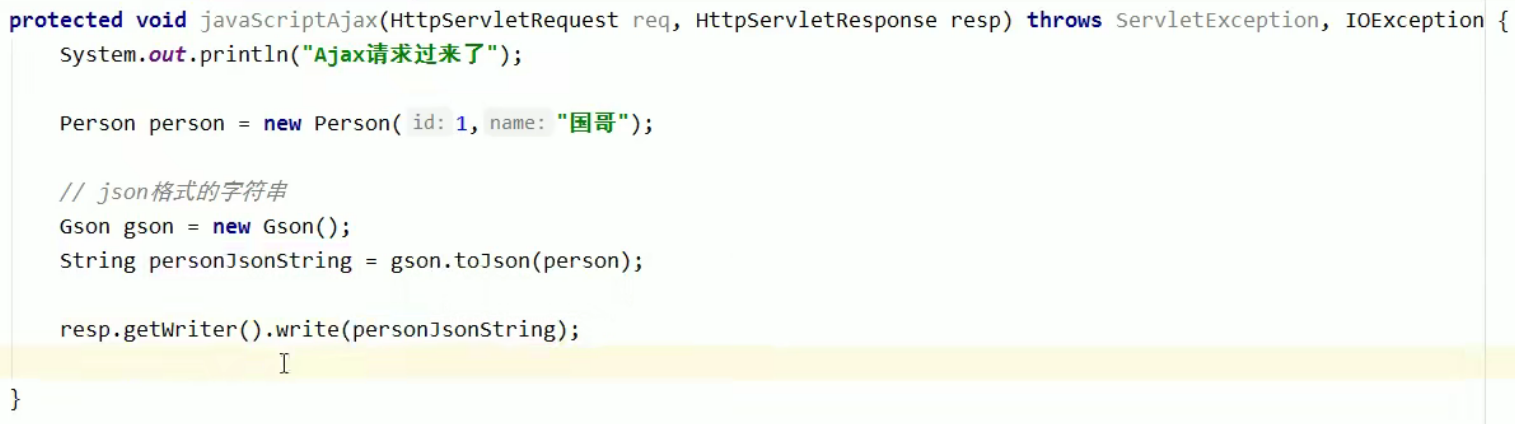 protected void javaScriptAjax(HttpServletRequest req, HttpServletResponse resp) throws ServletException, IOException {
System.out.println("Ajax请求过来了");
Person person = new Person( id: 1, name: "国哥");
// json格式的字符串
Gson gson = new Gson();
String personJsonString = gson.toJson(person);
resp.getWriter().write(personJsonString);
}